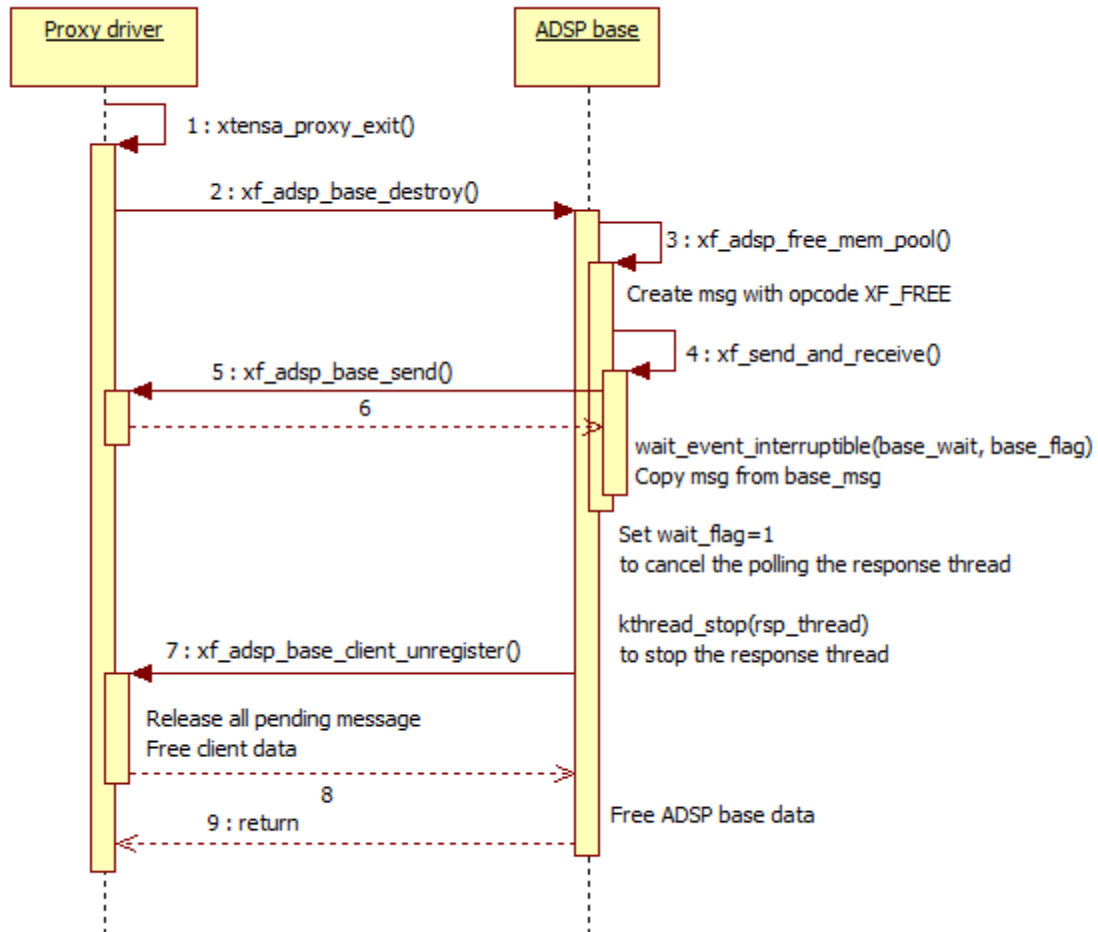 Proxy driver
ADSP base
1 : xtensa_proxy_exit()
2 : xf_adsp_base_destroy()
3 : xf_adsp_free_mem_pool()
Create msg with opcode XF_FREE
4 : xf_send_and_receive()
5 : xf_adsp_base_send()
6
wait_event_interruptible(base_wait, base_flag)
Copy msg from base_msg
Set wait_flag=1
to cancel the polling the response thread
kthread_stop(rsp_thread)
to stop the response thread
7 : xf_adsp_base_client_unregister()
Release all pending message
Free client data
8
Free ADSP base data
9 : return